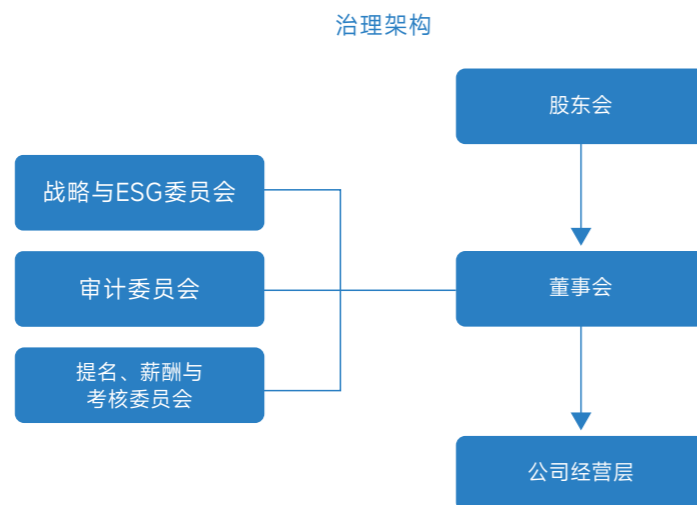 治理架构
股东会
战略与ESG委员会
审计委员会
董事会
提名、薪酬与
考核委员会
公司经营层